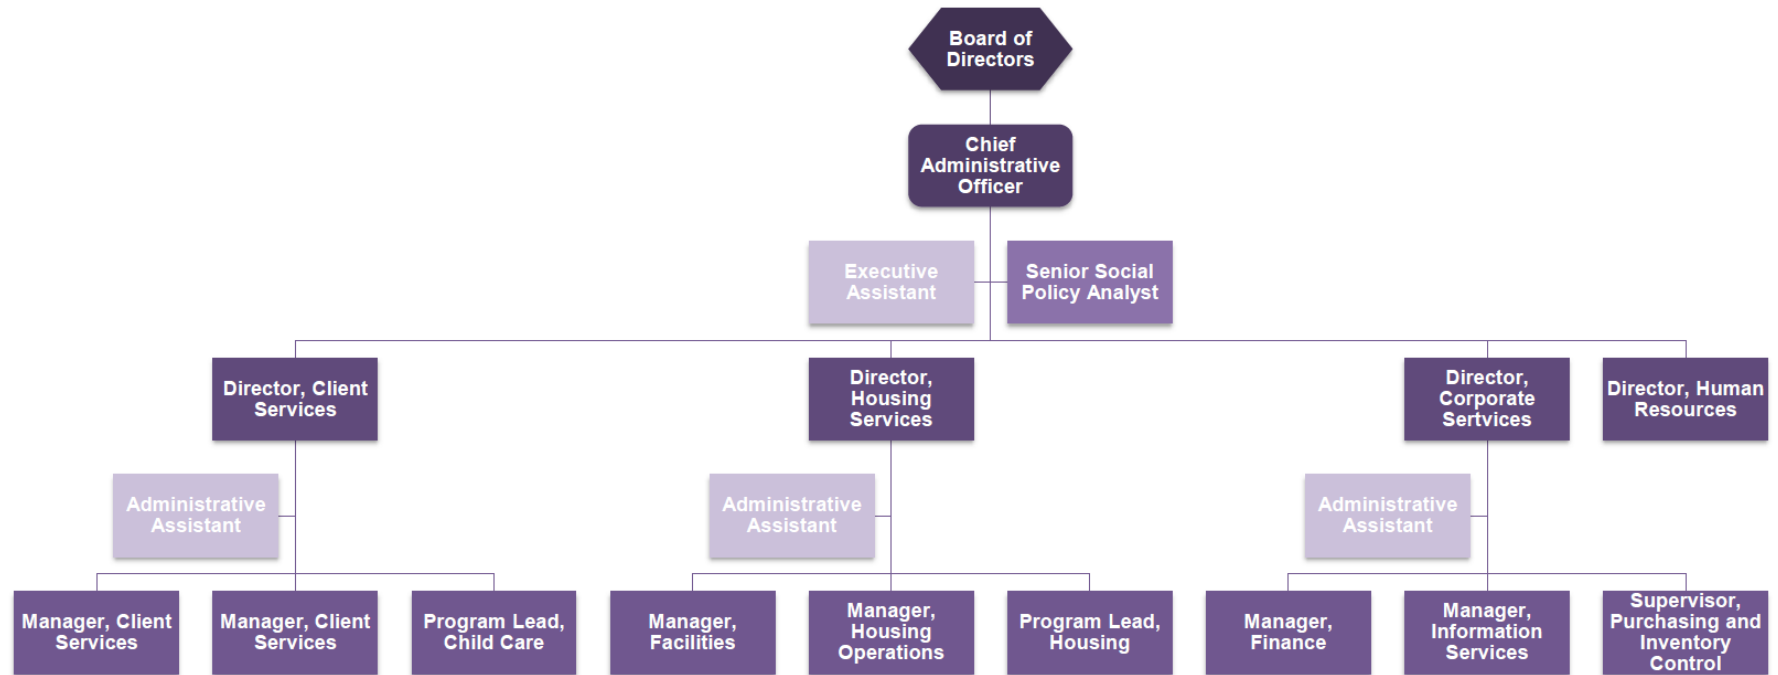 Board of
Directors
Chief
Administrative
Officer
Executive
Assistant
Senior Social
Policy Analyst
Director, Client
Services
Director,
Housing
Services
Director,
Corporate
Sertvices
Director, Human
Resources
Administrative
Assistant
Administrative
Assistant
Administrative
Assistant
Manager, Client
Services
Manager, Client
Services
Program Lead,
Child Care
Manager,
Facilities
Manager,
Housing
Operations
Program Lead,
Housing
Manager,
Finance
Manager,
Information
Services
Supervisor,
Purchasing and
Inventory
Control